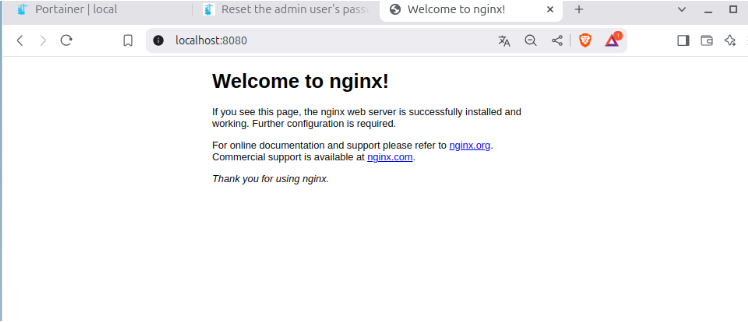 Portainer | local
Reset the admin user's pass
Welcome to nginx!
localhost:8080
1
Welcome to nginx!
If you see this page, the nginx web server is successfully installed and
working. Further configuration is required.
For online documentation and support please refer to nginx.org.
Commercial support is available at nginx.com.
Thank you for using nginx.